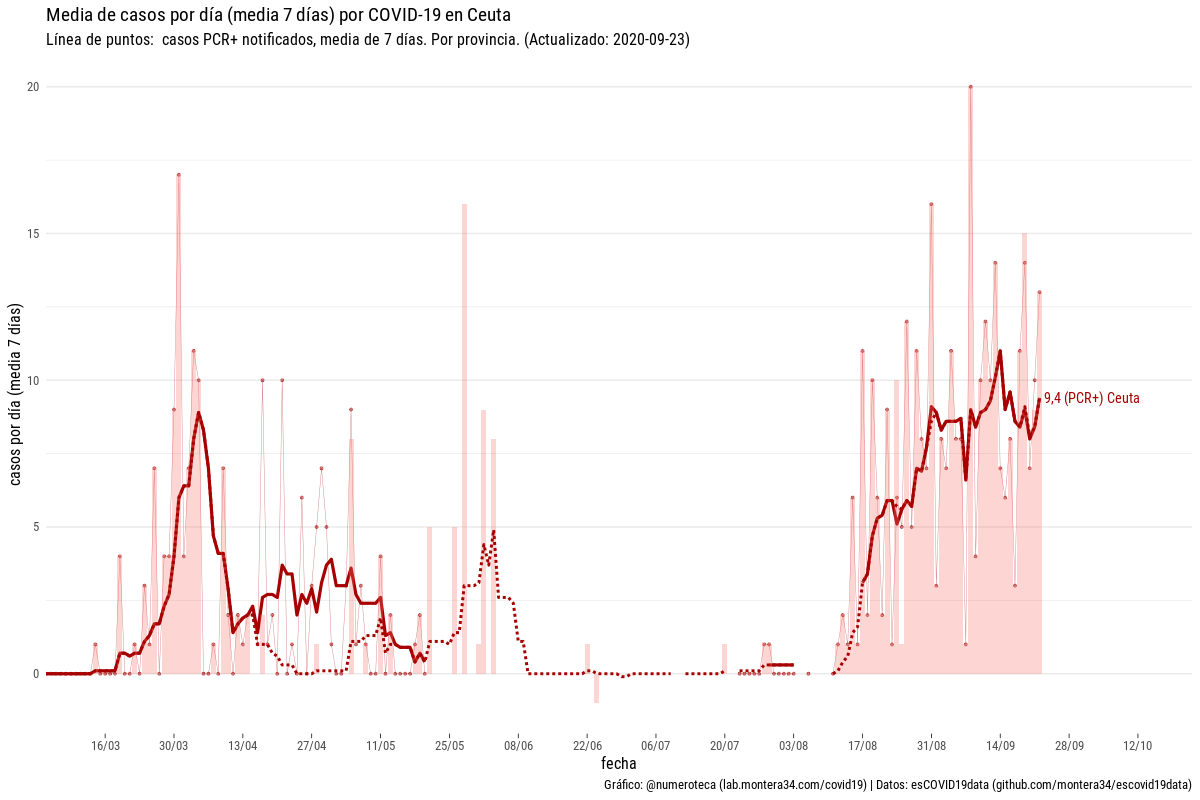 Media de casos por día (media 7 días) por COVID-19 en Ceuta
Línea de puntos:  casos PCR+ notificados, media de 7 días. Por provincia. (Actualizado: 2020-09-23)
casos por día (media 7 días)
20
15
10
5
0
9,4 (PCR+) Ceuta
16/03 30/03 13/04 27/04 11/05 25/05 08/06 22/06 06/07 20/07 03/08 17/08 31/08 14/09 28/09 12/10
fecha
Gráfico: @numeroteca (lab.montera34.com/covid19) | Datos: esCOVID19data (github.com/montera34/escovid19data)